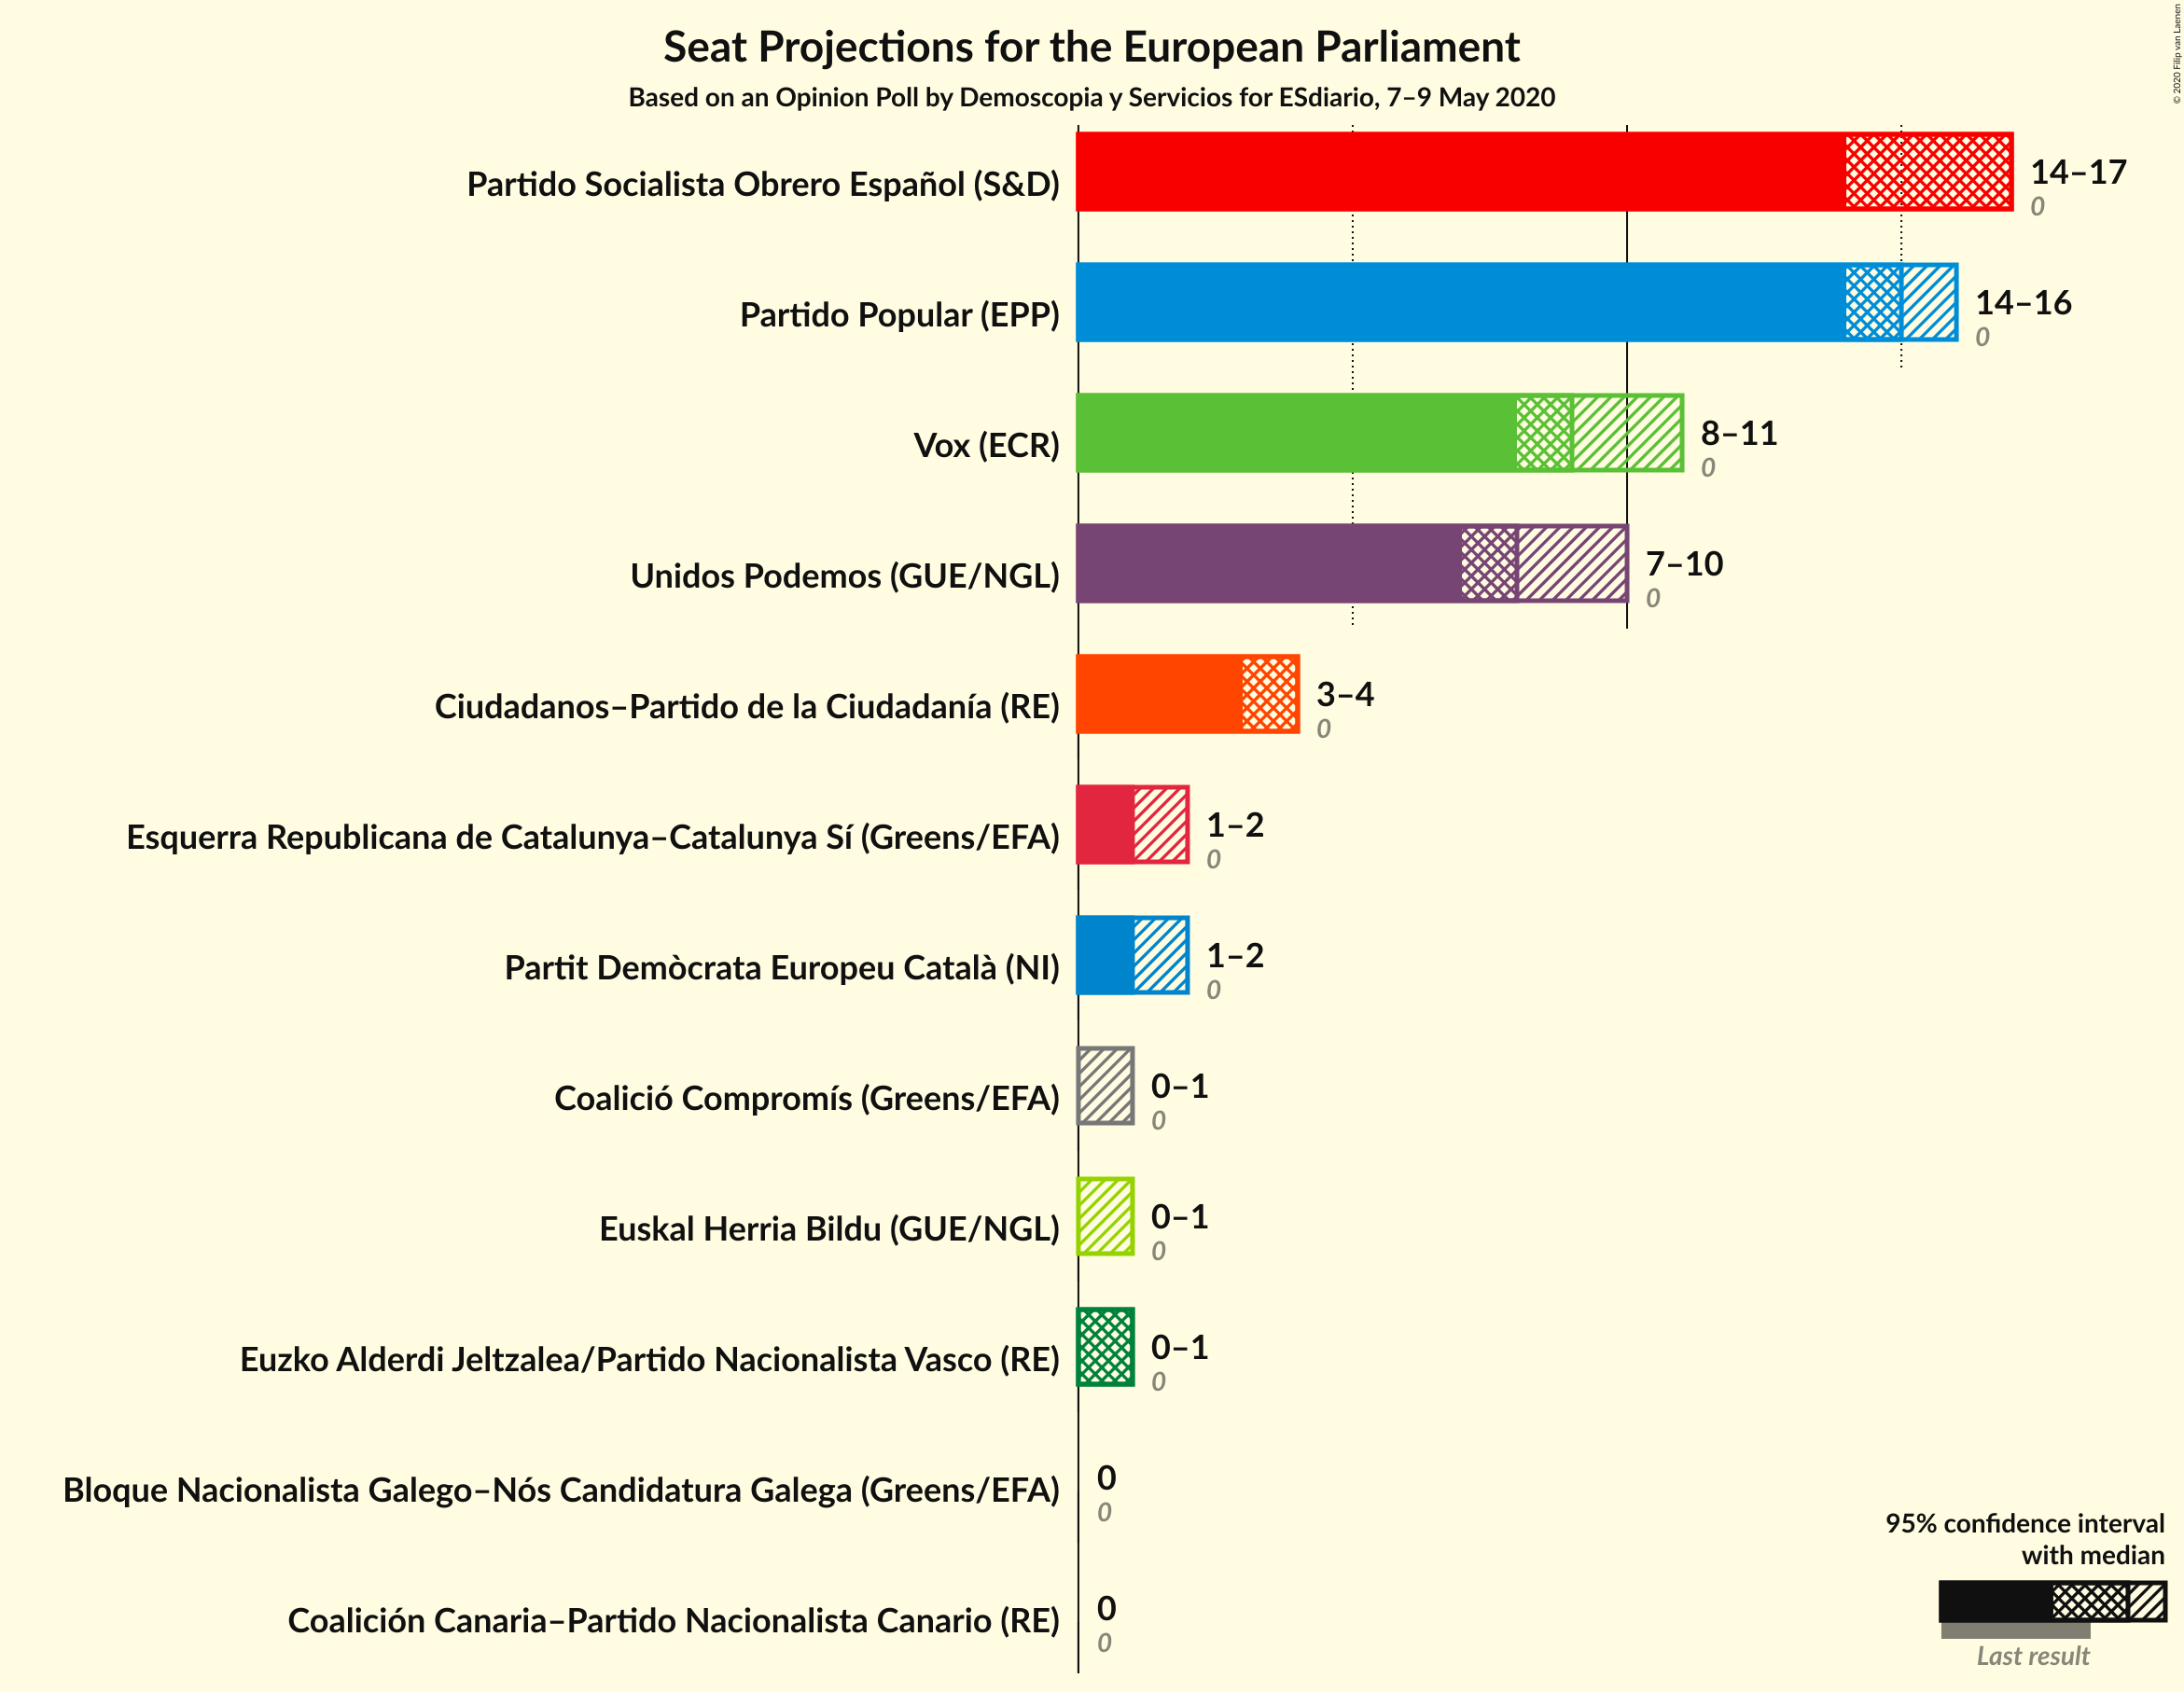 Seat Projections for the European Parliament
Based on an Opinion Poll by Demoscopia y Servicios for ESdiario, 7–9 May 2020
© 2020 Filip van Laenen
Partido Socialista Obrero Español (S&D)
14–17
0
Partido Popular (EPP)
14–16
0
Vox (ECR)
8–11
0
Unidos Podemos (GUE/NGL)
7–10
0
Ciudadanos–Partido de la Ciudadanía (RE)
3–4
0
Esquerra Republicana de Catalunya–Catalunya Sí (Greens/EFA)
1–2
0
Partit Demòcrata Europeu Català (NI)
1–2
0
Coalició Compromís (Greens/EFA)
0–1
0
Euskal Herria Bildu (GUE/NGL)
0–1
0
Euzko Alderdi Jeltzalea/Partido Nacionalista Vasco (RE)
0–1
0
Bloque Nacionalista Galego–Nós Candidatura Galega (Greens/EFA)
0
0
Coalición Canaria–Partido Nacionalista Canario (RE)
0
0
95% confidence interval
with median
Last result